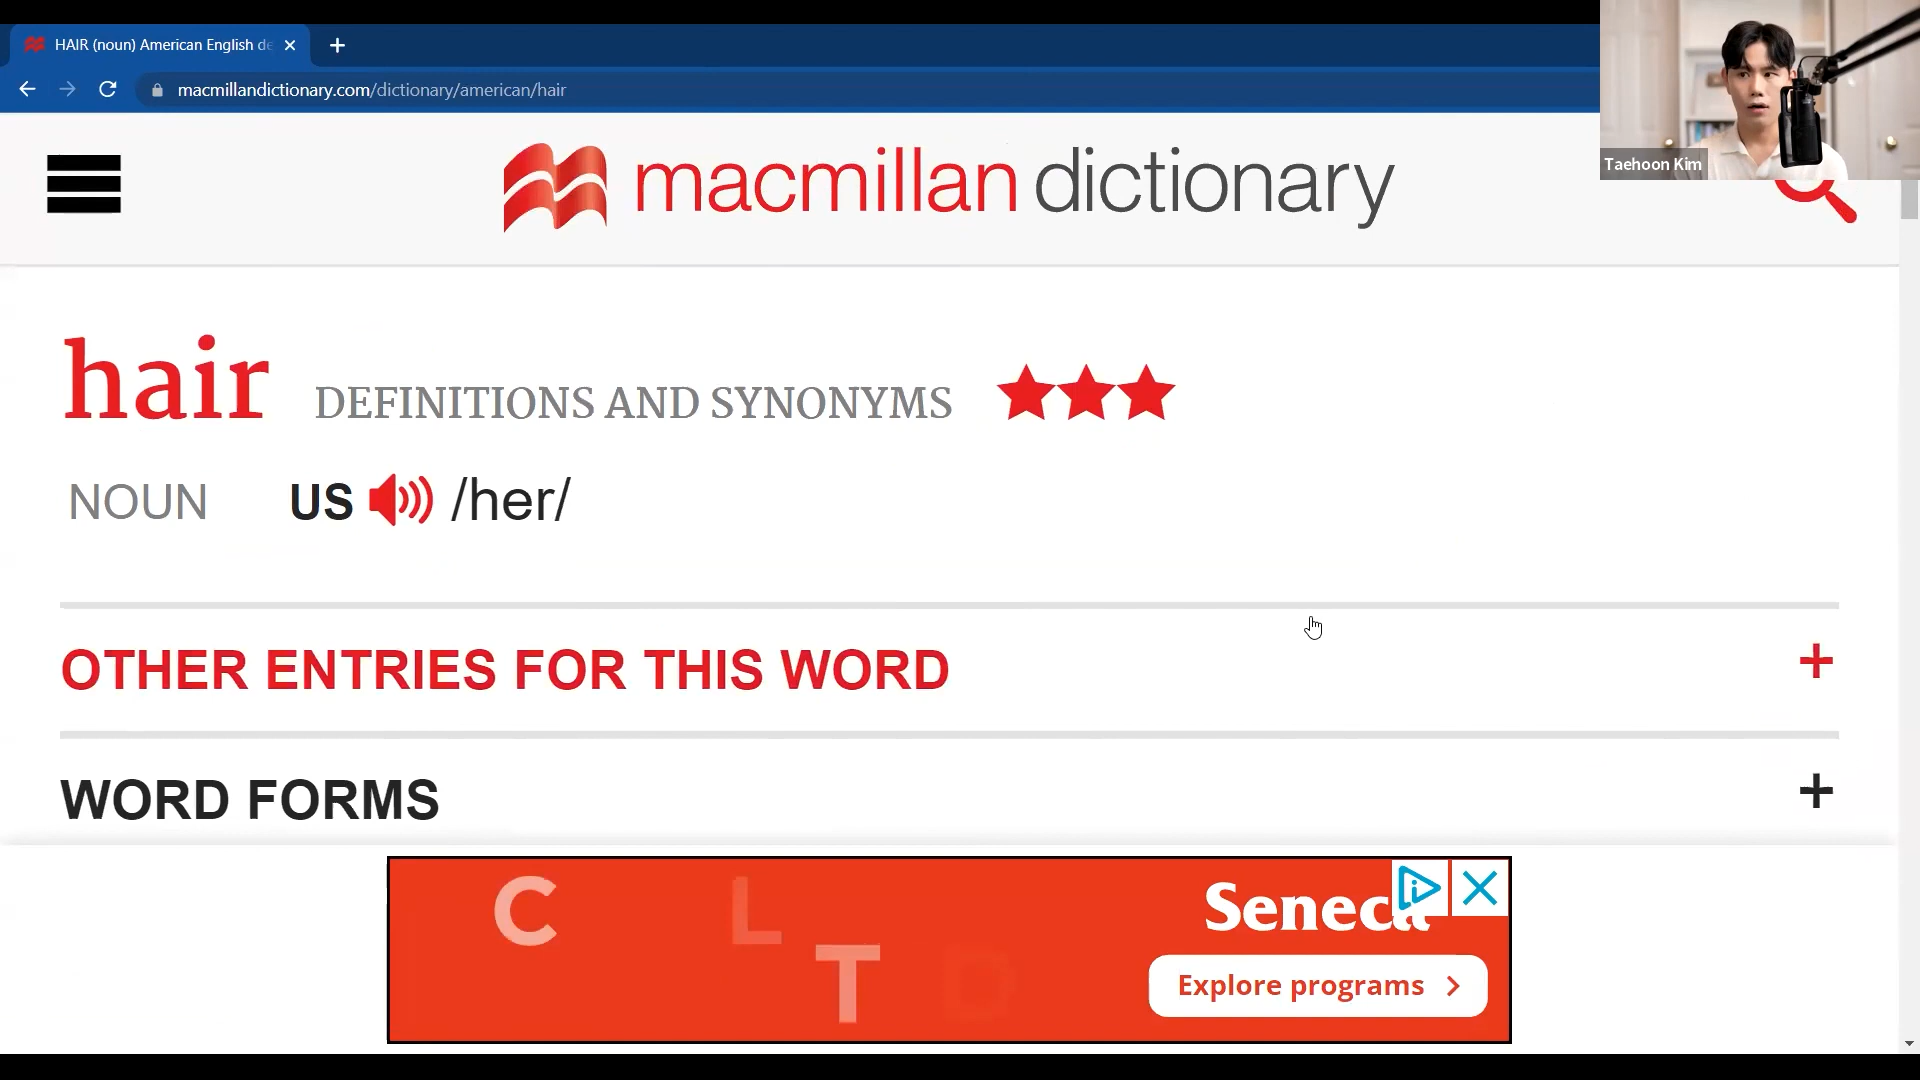 HAIR (noun) American English de
macmillandictionary.com/dictionary/american/hair
Taehoon Kim
macmillan dictionary
hair DEFINITIONS AND SYNONYMS
NOUN US /her/
OTHER ENTRIES FOR THIS WORD +
WORD FORMS +
C L T D
Seneca
Explore programs >